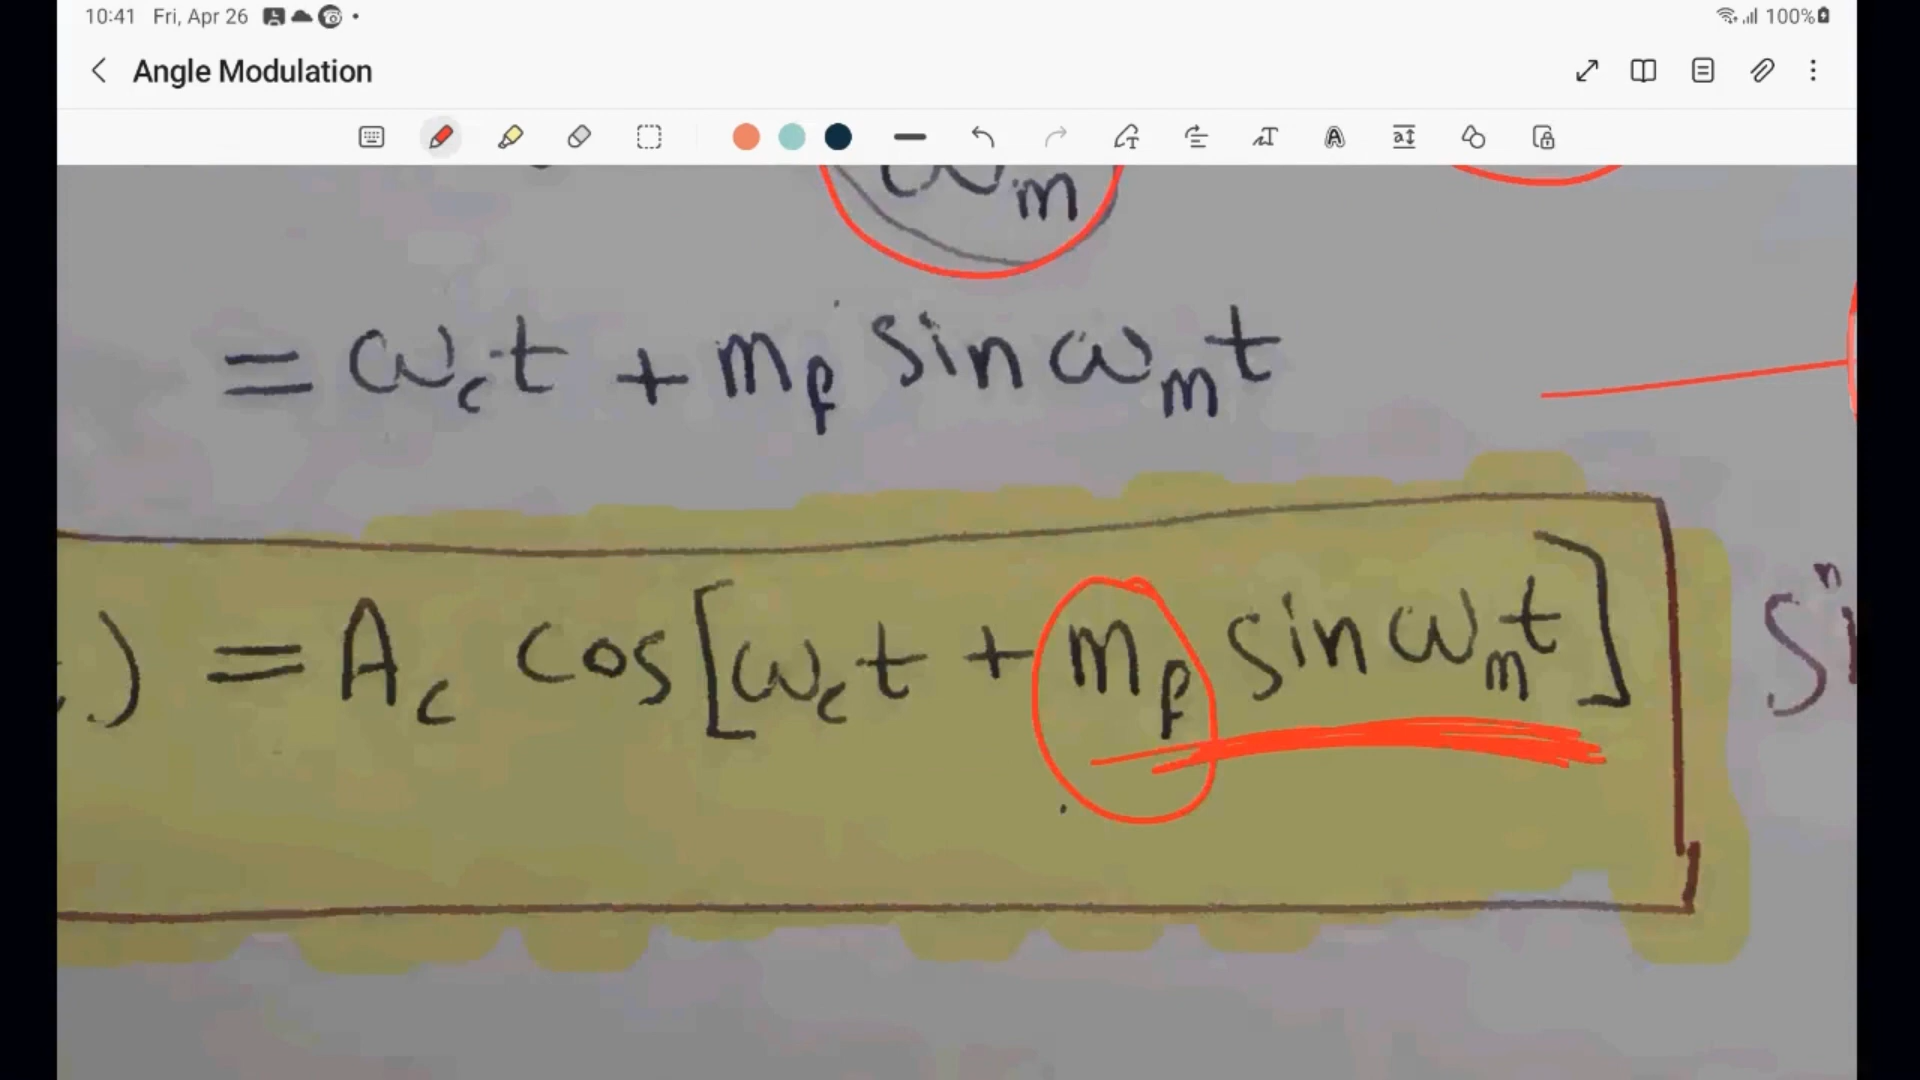 10:41 Fri, Apr 26
100%
Angle Modulation
ωm
= ωct + mf sin ωmt
) = Ac cos[ωct + mf sin ωmt]